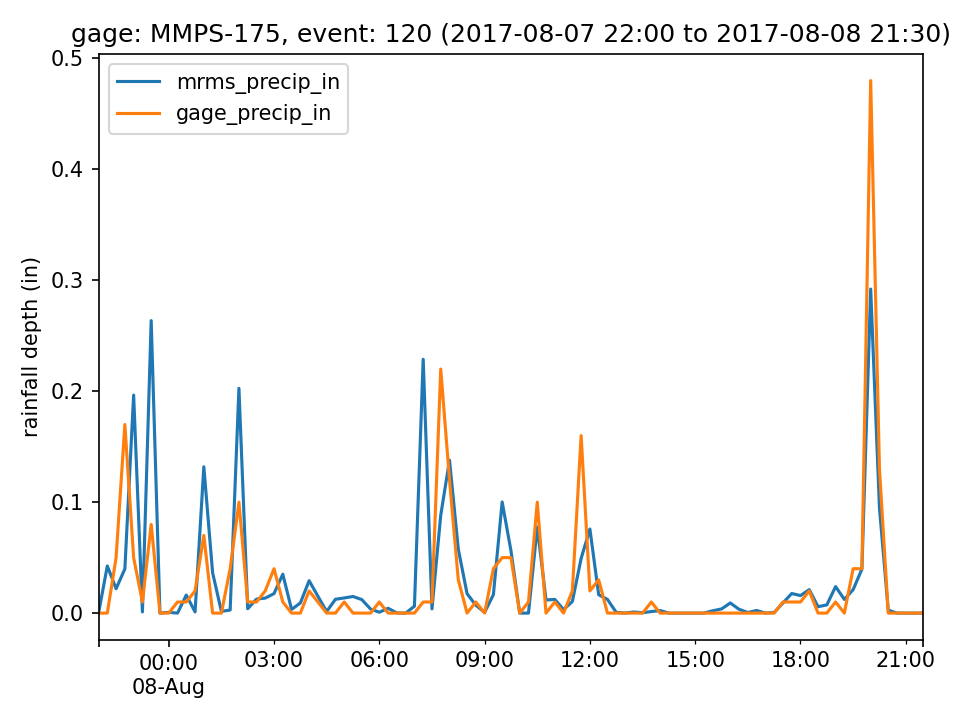 gage: MMPS-175, event: 120 (2017-08-07 22:00 to 2017-08-08 21:30)
mrms_precip_in
gage_precip_in
rainfall depth (in)
0.5
0.4
0.3
0.2
0.1
0.0
00:00 03:00 06:00 09:00 12:00 15:00 18:00 21:00
08-Aug